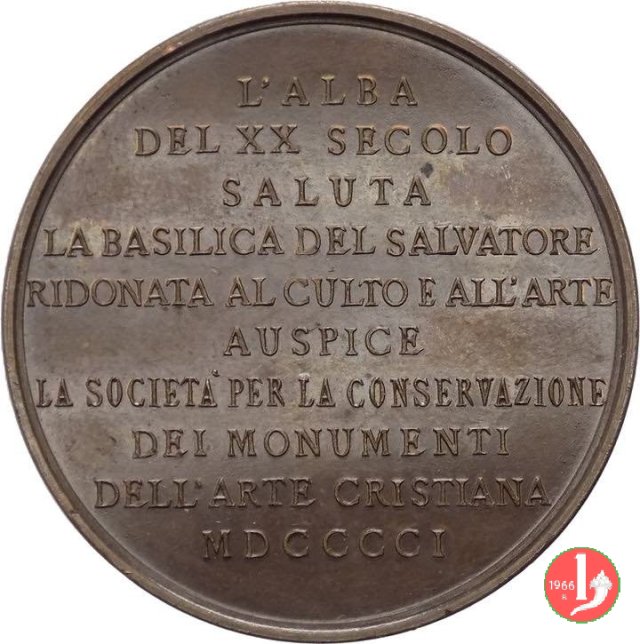 L'ALBA
DEL XX SECOLO
SALUTA
LA BASILICA DEL SALVATORE
RIDONATA AL CULTO E ALL'ARTE
AUSPICE
LA SOCIETÀ PER LA CONSERVAZIONE
DEI MONUMENTI
DELL'ARTE CRISTIANA
MDCCCCI
1966